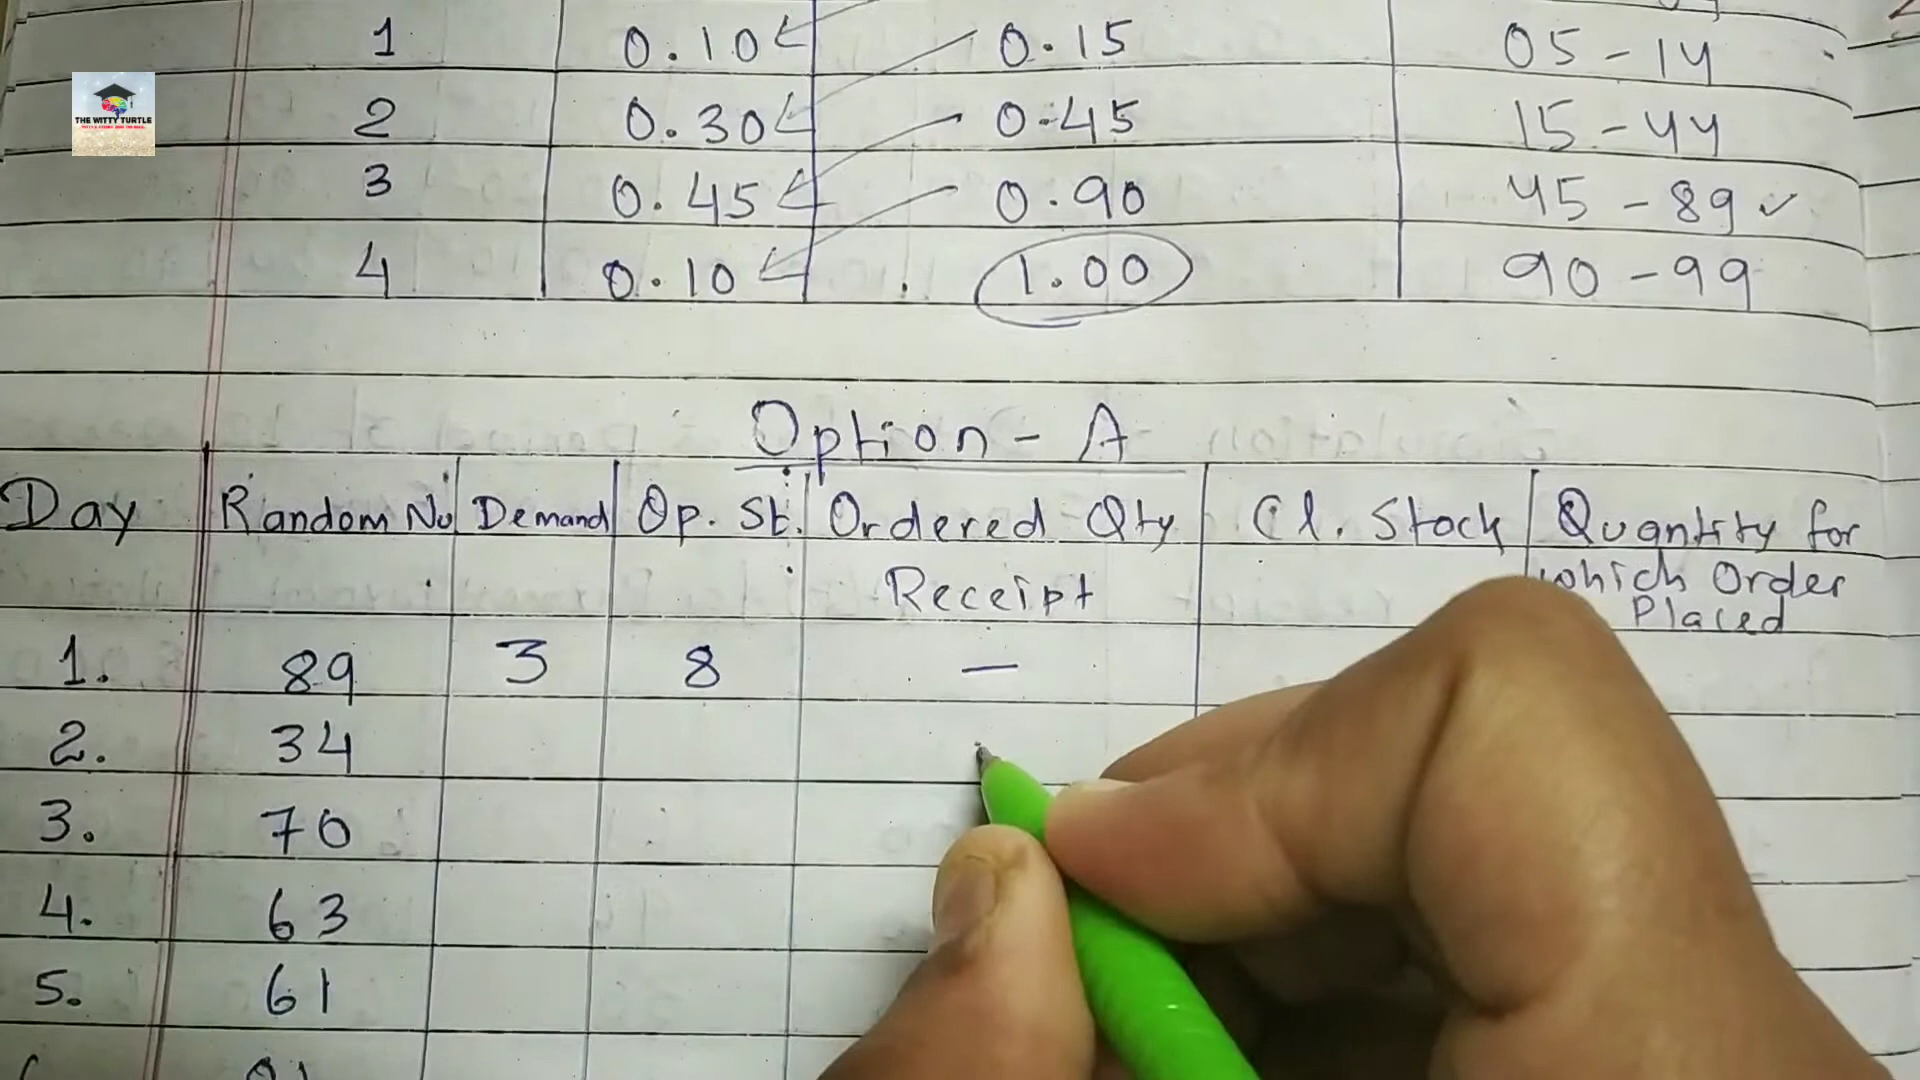 1 0.10 0.15 05-14
2 0.30 0.45 15-44
3 0.45 0.90 45-89 ✓
4 0.10 1.00 90-99
THE WITTY TURTLE
Option - A
Day Random No Demand Op. St. Ordered Qty Receipt Cl. Stock Quantity for which Order Placed
1. 89 3 8 —
2. 34
3. 70
4. 63
5. 61